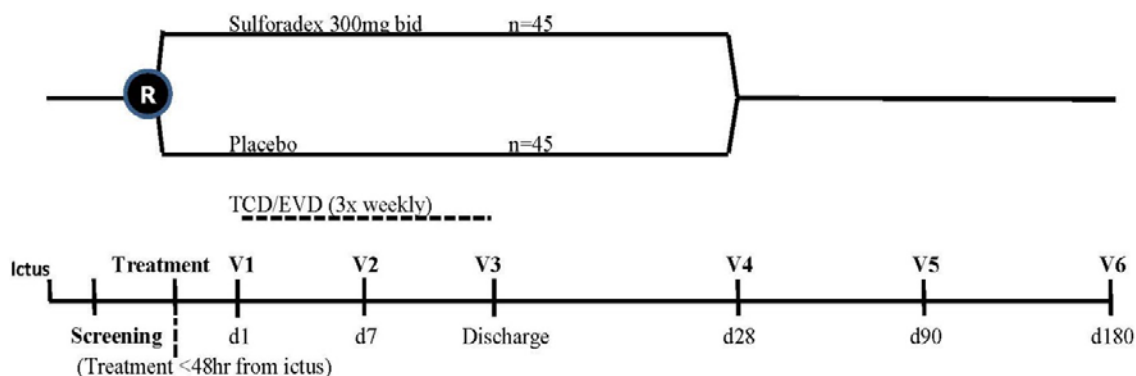 Sulforadex 300mg bid n=45
R
Placebo n=45
TCD/EVD (3x weekly)
Ictus Treatment V1 V2 V3 V4 V5 V6
Screening d1 d7 Discharge d28 d90 d180
(Treatment <48hr from ictus)